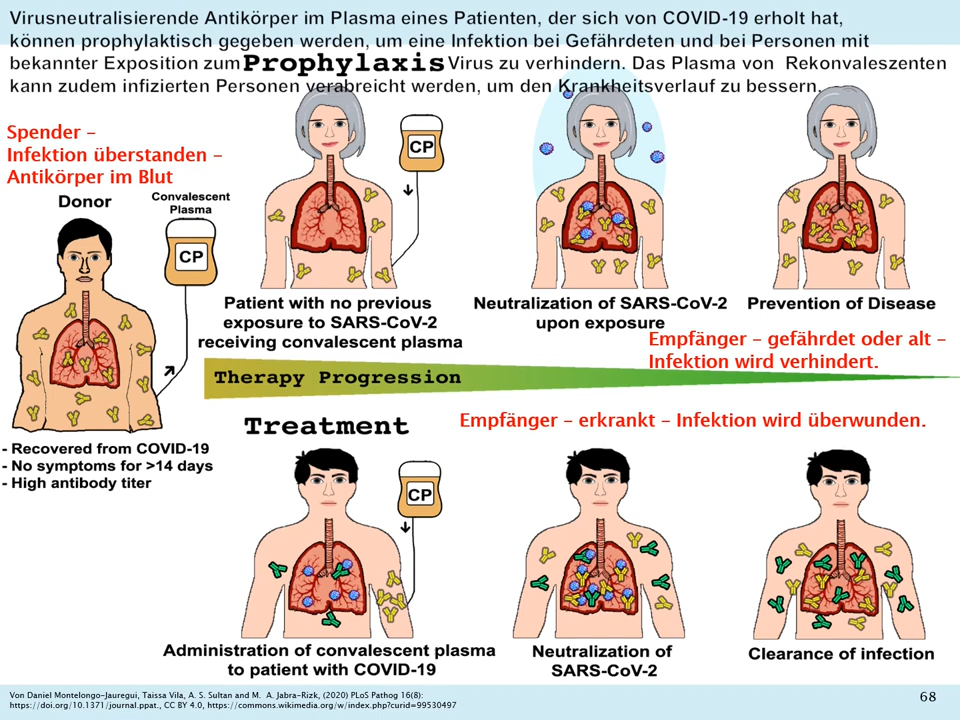 Virusneutralisierende Antikörper im Plasma eines Patienten, der sich von COVID-19 erholt hat,
können prophylaktisch gegeben werden, um eine Infektion bei Gefährdeten und bei Personen mit
bekannter Exposition zum Virus zu verhindern. Das Plasma von Rekonvaleszenten
kann zudem infizierten Personen verabreicht werden, um den Krankheitsverlauf zu bessern.
Prophylaxis
Spender –
Infektion überstanden –
Antikörper im Blut
Donor
Convalescent
Plasma
CP
CP
Patient with no previous
exposure to SARS-CoV-2
receiving convalescent plasma
Neutralization of SARS-CoV-2
upon exposure
Prevention of Disease
Empfänger – gefährdet oder alt –
Infektion wird verhindert.
Therapy Progression
Treatment
Empfänger – erkrankt – Infektion wird überwunden.
- Recovered from COVID-19
- No symptoms for >14 days
- High antibody titer
CP
Administration of convalescent plasma
to patient with COVID-19
Neutralization of
SARS-CoV-2
Clearance of infection
Von Daniel Montelongo-Jauregui, Taissa Vila, A. S. Sultan and M. A. Jabra-Rizk, (2020) PLoS Pathog 16(8):
https://doi.org/10.1371/journal.ppat., CC BY 4.0, https://commons.wikimedia.org/w/index.php?curid=99530497
68